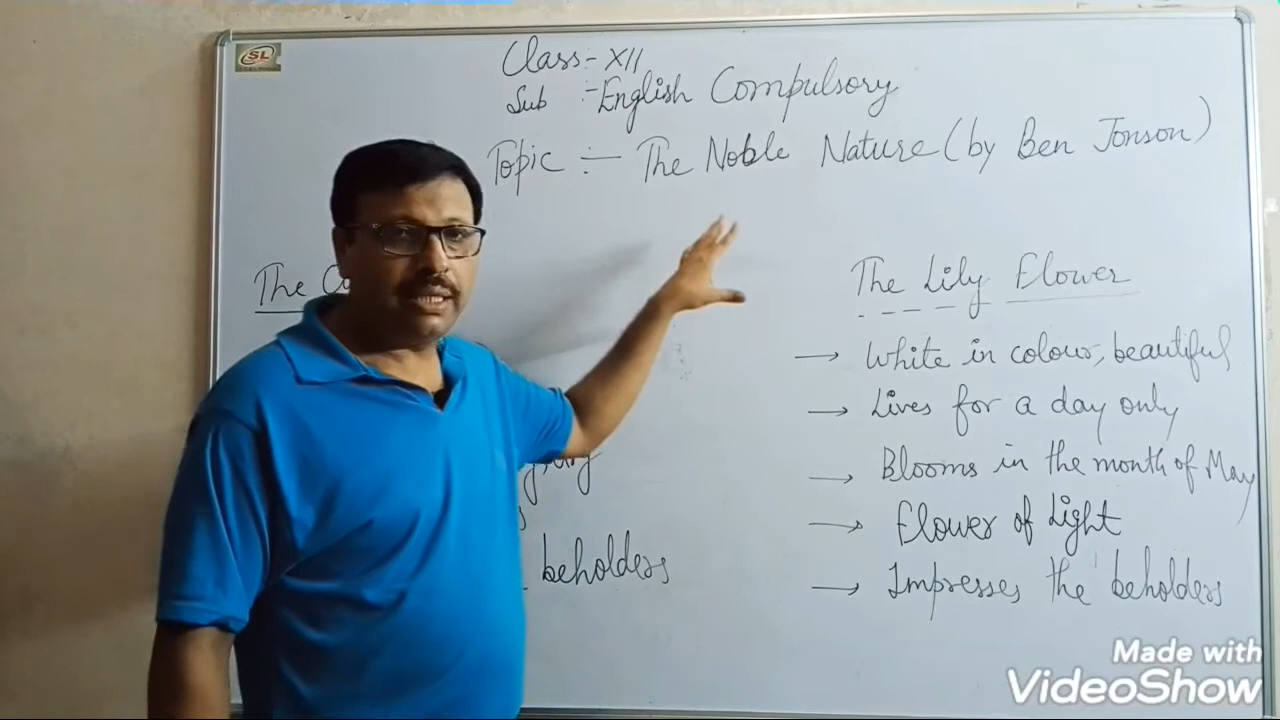 SL
Class-XII
Sub :-English Compulsory
Topic :- The Noble Nature (by Ben Jonson)
The
beholders
The Lily Flower
→ White in colour, beautiful
→ Lives for a day only
→ Blooms in the month of May
→ Flower of Light
→ Impresses the beholders
Made with
VideoShow